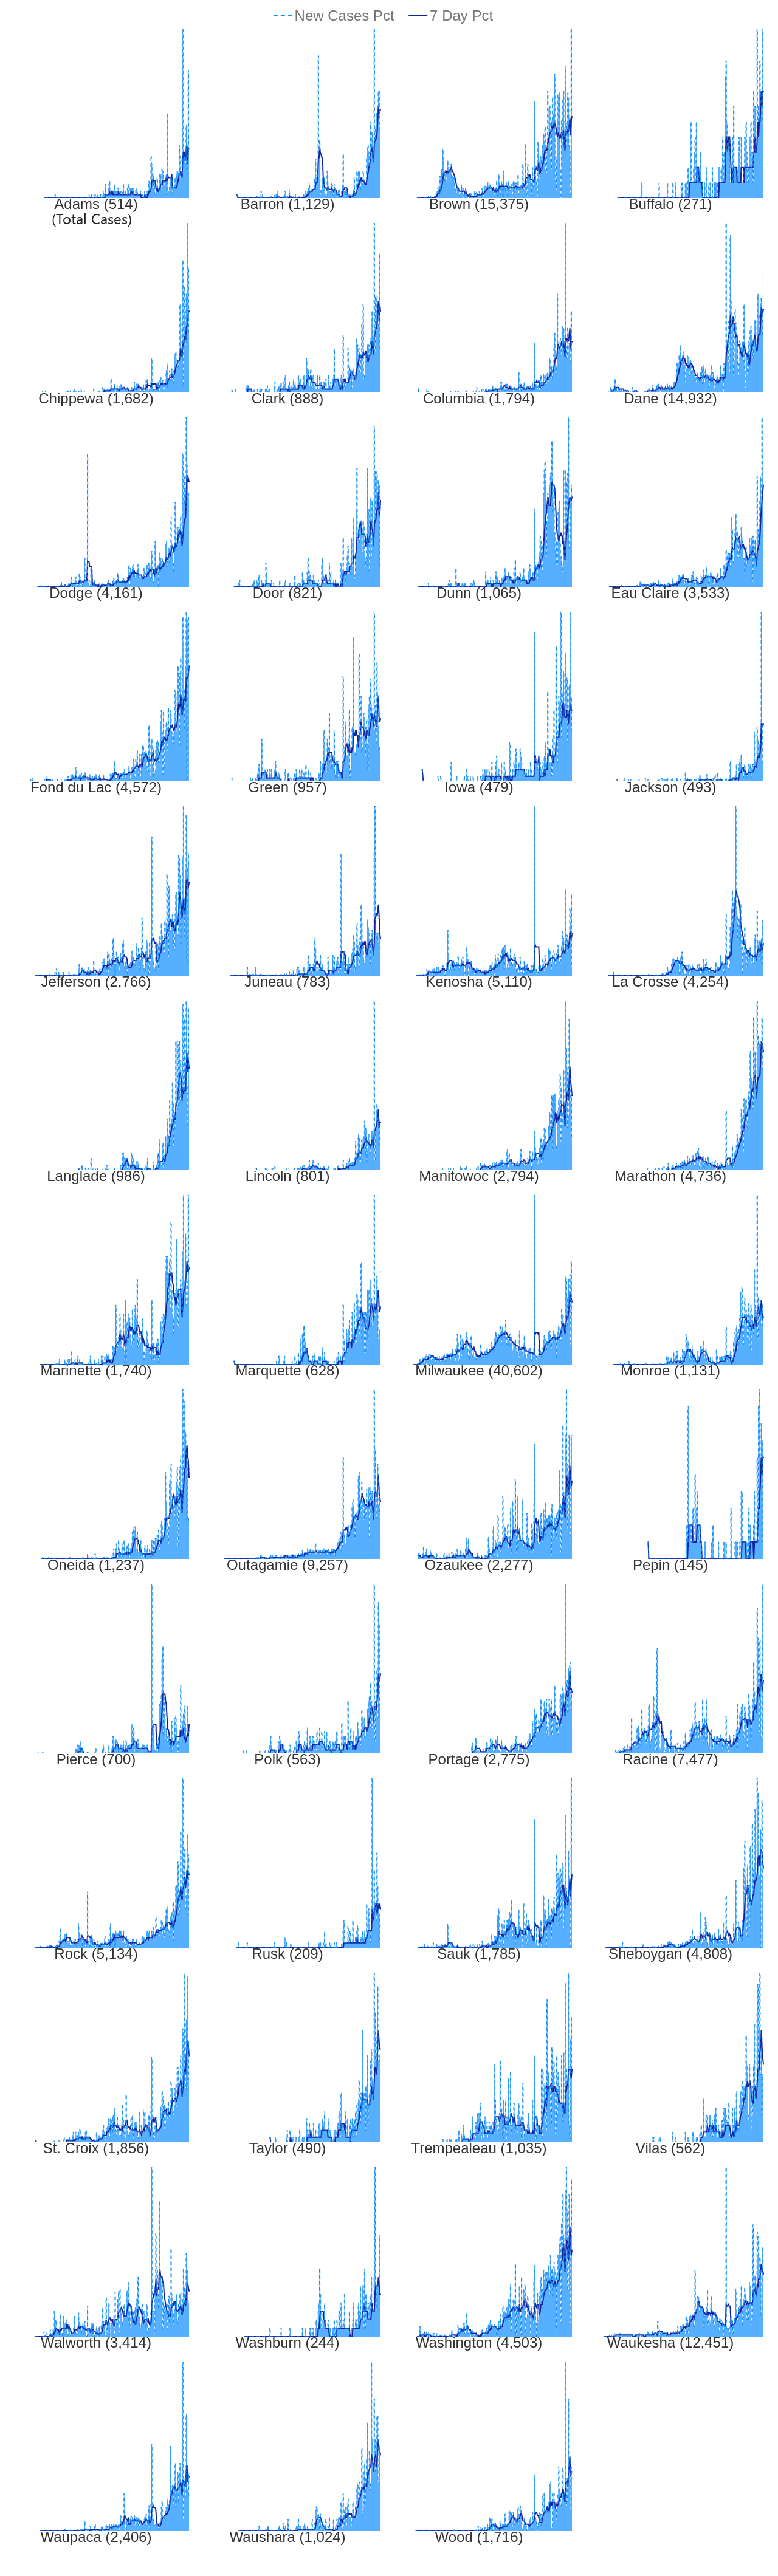 New Cases Pct 7 Day Pct
Adams (514) Barron (1,129) Brown (15,375) Buffalo (271)
(Total Cases)
Chippewa (1,682) Clark (888) Columbia (1,794) Dane (14,932)
Dodge (4,161) Door (821) Dunn (1,065) Eau Claire (3,533)
Fond du Lac (4,572) Green (957) Iowa (479) Jackson (493)
Jefferson (2,766) Juneau (783) Kenosha (5,110) La Crosse (4,254)
Langlade (986) Lincoln (801) Manitowoc (2,794) Marathon (4,736)
Marinette (1,740) Marquette (628) Milwaukee (40,602) Monroe (1,131)
Oneida (1,237) Outagamie (9,257) Ozaukee (2,277) Pepin (145)
Pierce (700) Polk (563) Portage (2,775) Racine (7,477)
Rock (5,134) Rusk (209) Sauk (1,785) Sheboygan (4,808)
St. Croix (1,856) Taylor (490) Trempealeau (1,035) Vilas (562)
Walworth (3,414) Washburn (244) Washington (4,503) Waukesha (12,451)
Waupaca (2,406) Waushara (1,024) Wood (1,716)